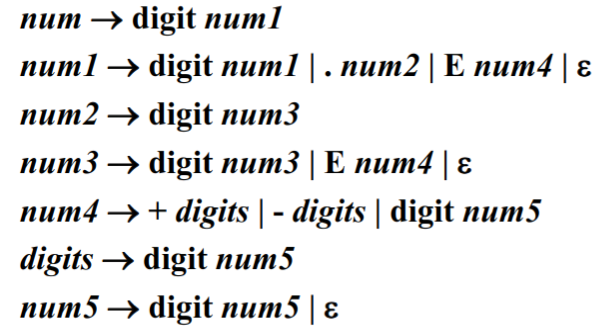 num → digit num1
num1 → digit num1 | . num2 | E num4 | ε
num2 → digit num3
num3 → digit num3 | E num4 | ε
num4 → + digits | - digits | digit num5
digits → digit num5
num5 → digit num5 | ε